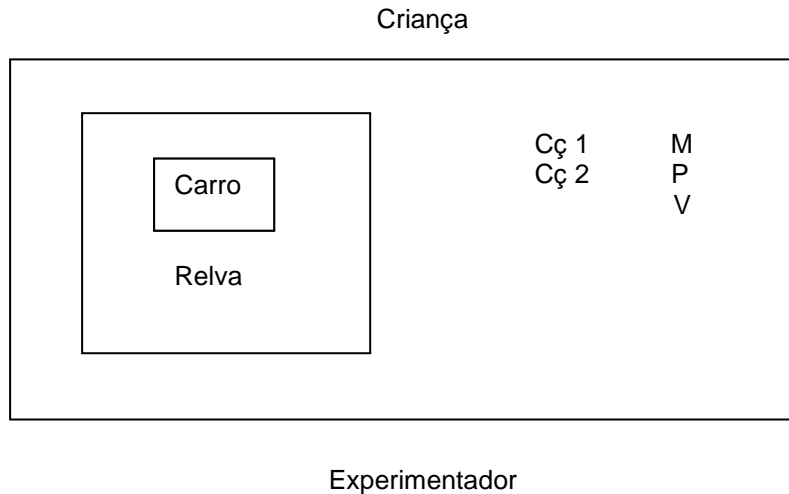 Criança
Cç 1 M
Cç 2 P
Carro V
Relva
Experimentador